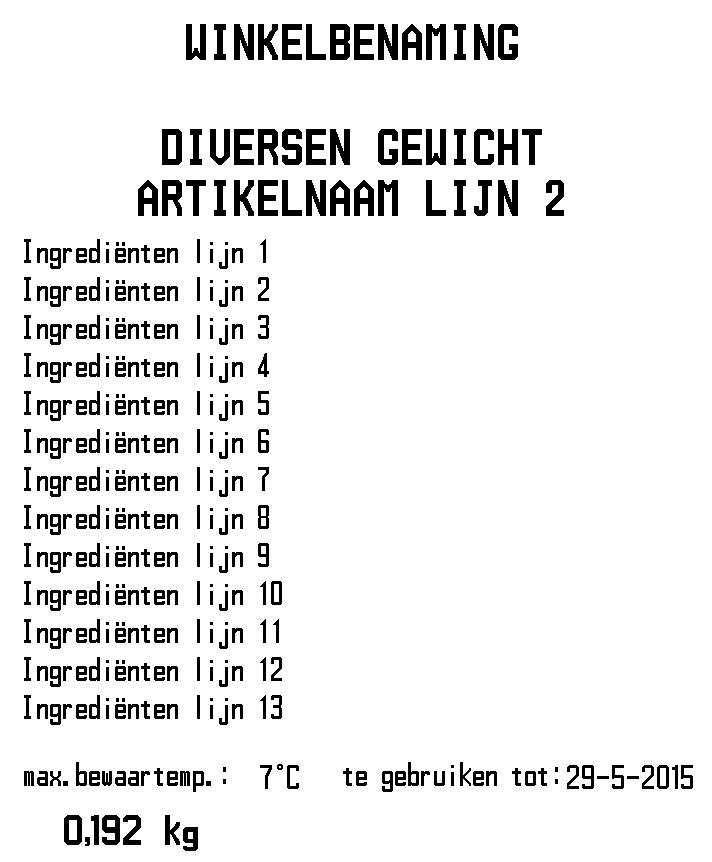 WINKELBENAMING
DIVERSEN GEWICHT
ARTIKELNAAM LIJN 2
Ingrediënten lijn 1
Ingrediënten lijn 2
Ingrediënten lijn 3
Ingrediënten lijn 4
Ingrediënten lijn 5
Ingrediënten lijn 6
Ingrediënten lijn 7
Ingrediënten lijn 8
Ingrediënten lijn 9
Ingrediënten lijn 10
Ingrediënten lijn 11
Ingrediënten lijn 12
Ingrediënten lijn 13
max.bewaartemp.: 7°C te gebruiken tot:29-5-2015
0,192 kg